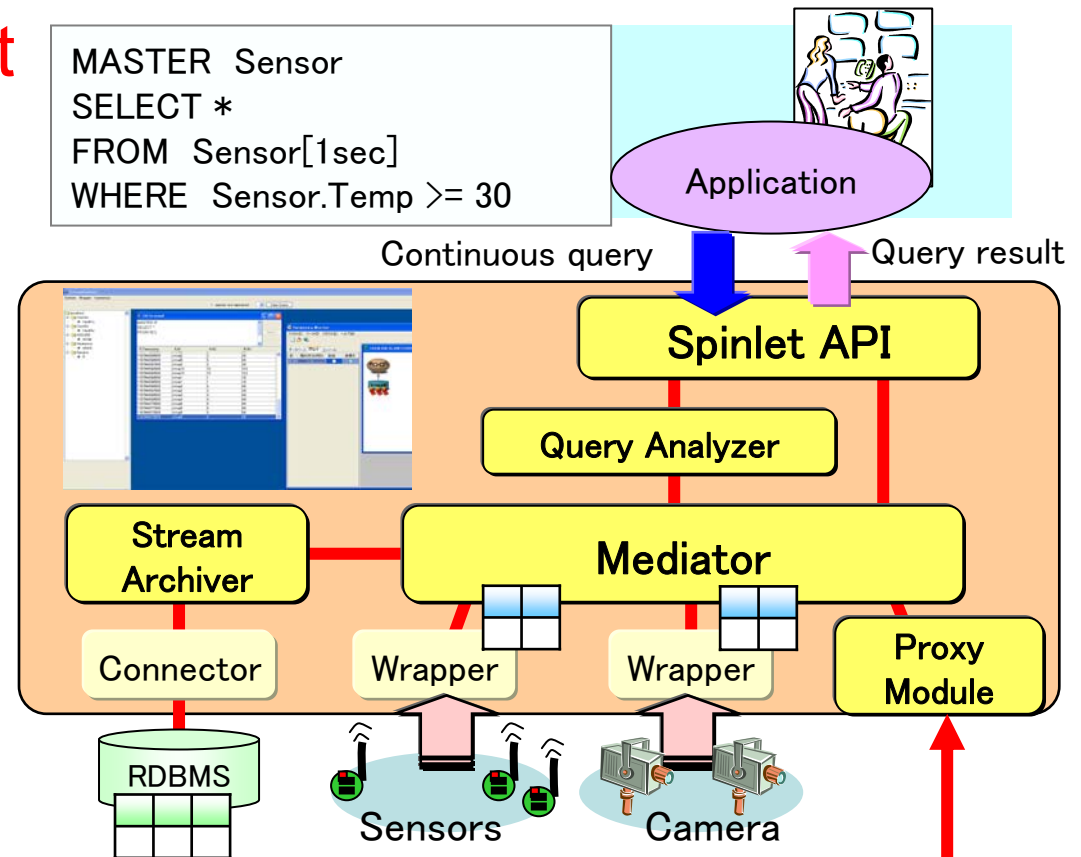 t
MASTER Sensor
SELECT *
FROM Sensor[1sec]
WHERE Sensor.Temp >= 30
Application
Continuous query
Query result
Spinlet API
Query Analyzer
Stream
Archiver
Mediator
Connector
Wrapper
Wrapper
Proxy
Module
RDBMS
Sensors
Camera